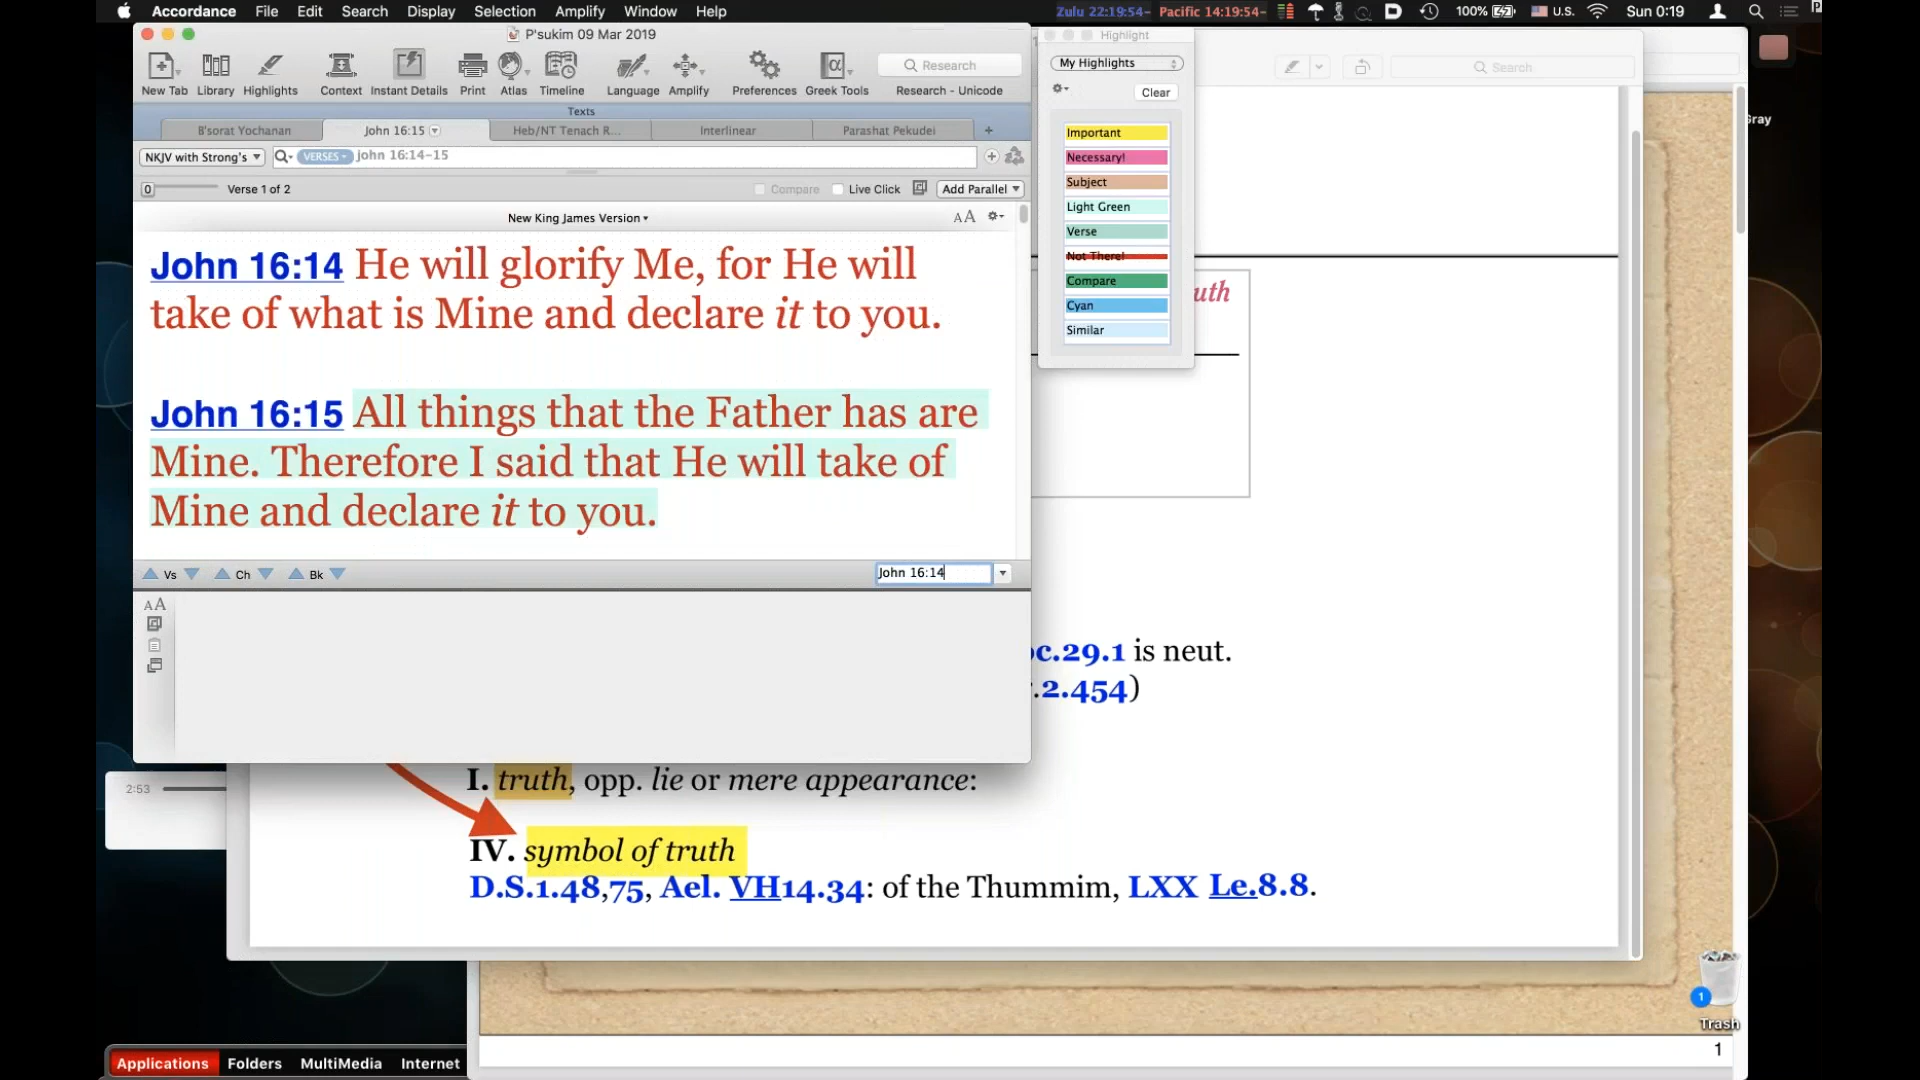 Accordance File Edit Search Display Selection Amplify Window Help
Zulu 22:19:54- Pacific 14:19:54- 100% U.S. Sun 0:19
P'sukim 09 Mar 2019
New Tab Library Highlights Context Instant Details Print Atlas Timeline Language Amplify Preferences Greek Tools
Research
Research - Unicode
Texts
B'sorat Yochanan John 16:15 Heb/NT Tenach R... Interlinear Parashat Pekudei +
NKJV with Strong's VERSES john 16:14-15
0 Verse 1 of 2 Compare Live Click Add Parallel
New King James Version AA
John 16:14 He will glorify Me, for He will
take of what is Mine and declare it to you.
John 16:15 All things that the Father has are
Mine. Therefore I said that He will take of
Mine and declare it to you.
Vs Ch Bk John 16:14
AA
Highlight
My Highlights
Clear
Important
Necessary!
Subject
Light Green
Verse
Not There!
Compare
Cyan
Similar
Search
Gray
uth
c.29.1 is neut.
.2.454)
I. truth, opp. lie or mere appearance:
2:53
IV. symbol of truth
D.S.1.48,75, Ael. VH14.34: of the Thummim, LXX Le.8.8.
1
Trash
1
Applications Folders MultiMedia Internet